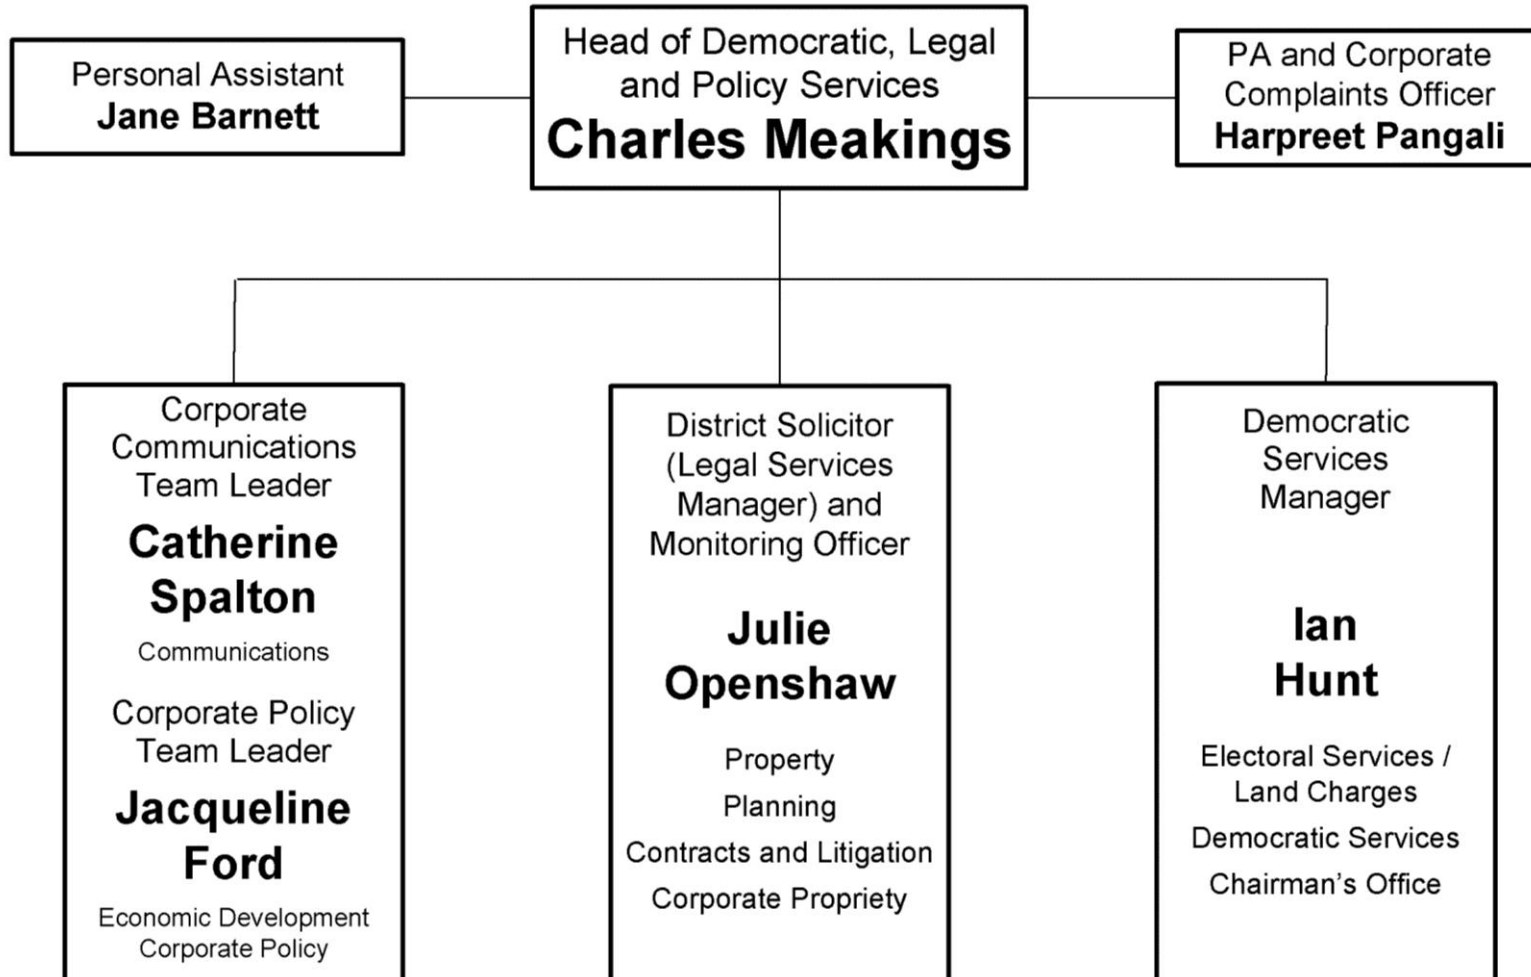 Personal Assistant
Jane Barnett
Head of Democratic, Legal
and Policy Services
Charles Meakings
PA and Corporate
Complaints Officer
Harpreet Pangali
Corporate
Communications
Team Leader
Catherine
Spalton
Communications
Corporate Policy
Team Leader
Jacqueline
Ford
Economic Development
Corporate Policy
District Solicitor
(Legal Services
Manager) and
Monitoring Officer
Julie
Openshaw
Property
Planning
Contracts and Litigation
Corporate Propriety
Democratic
Services
Manager
Ian
Hunt
Electoral Services /
Land Charges
Democratic Services
Chairman’s Office